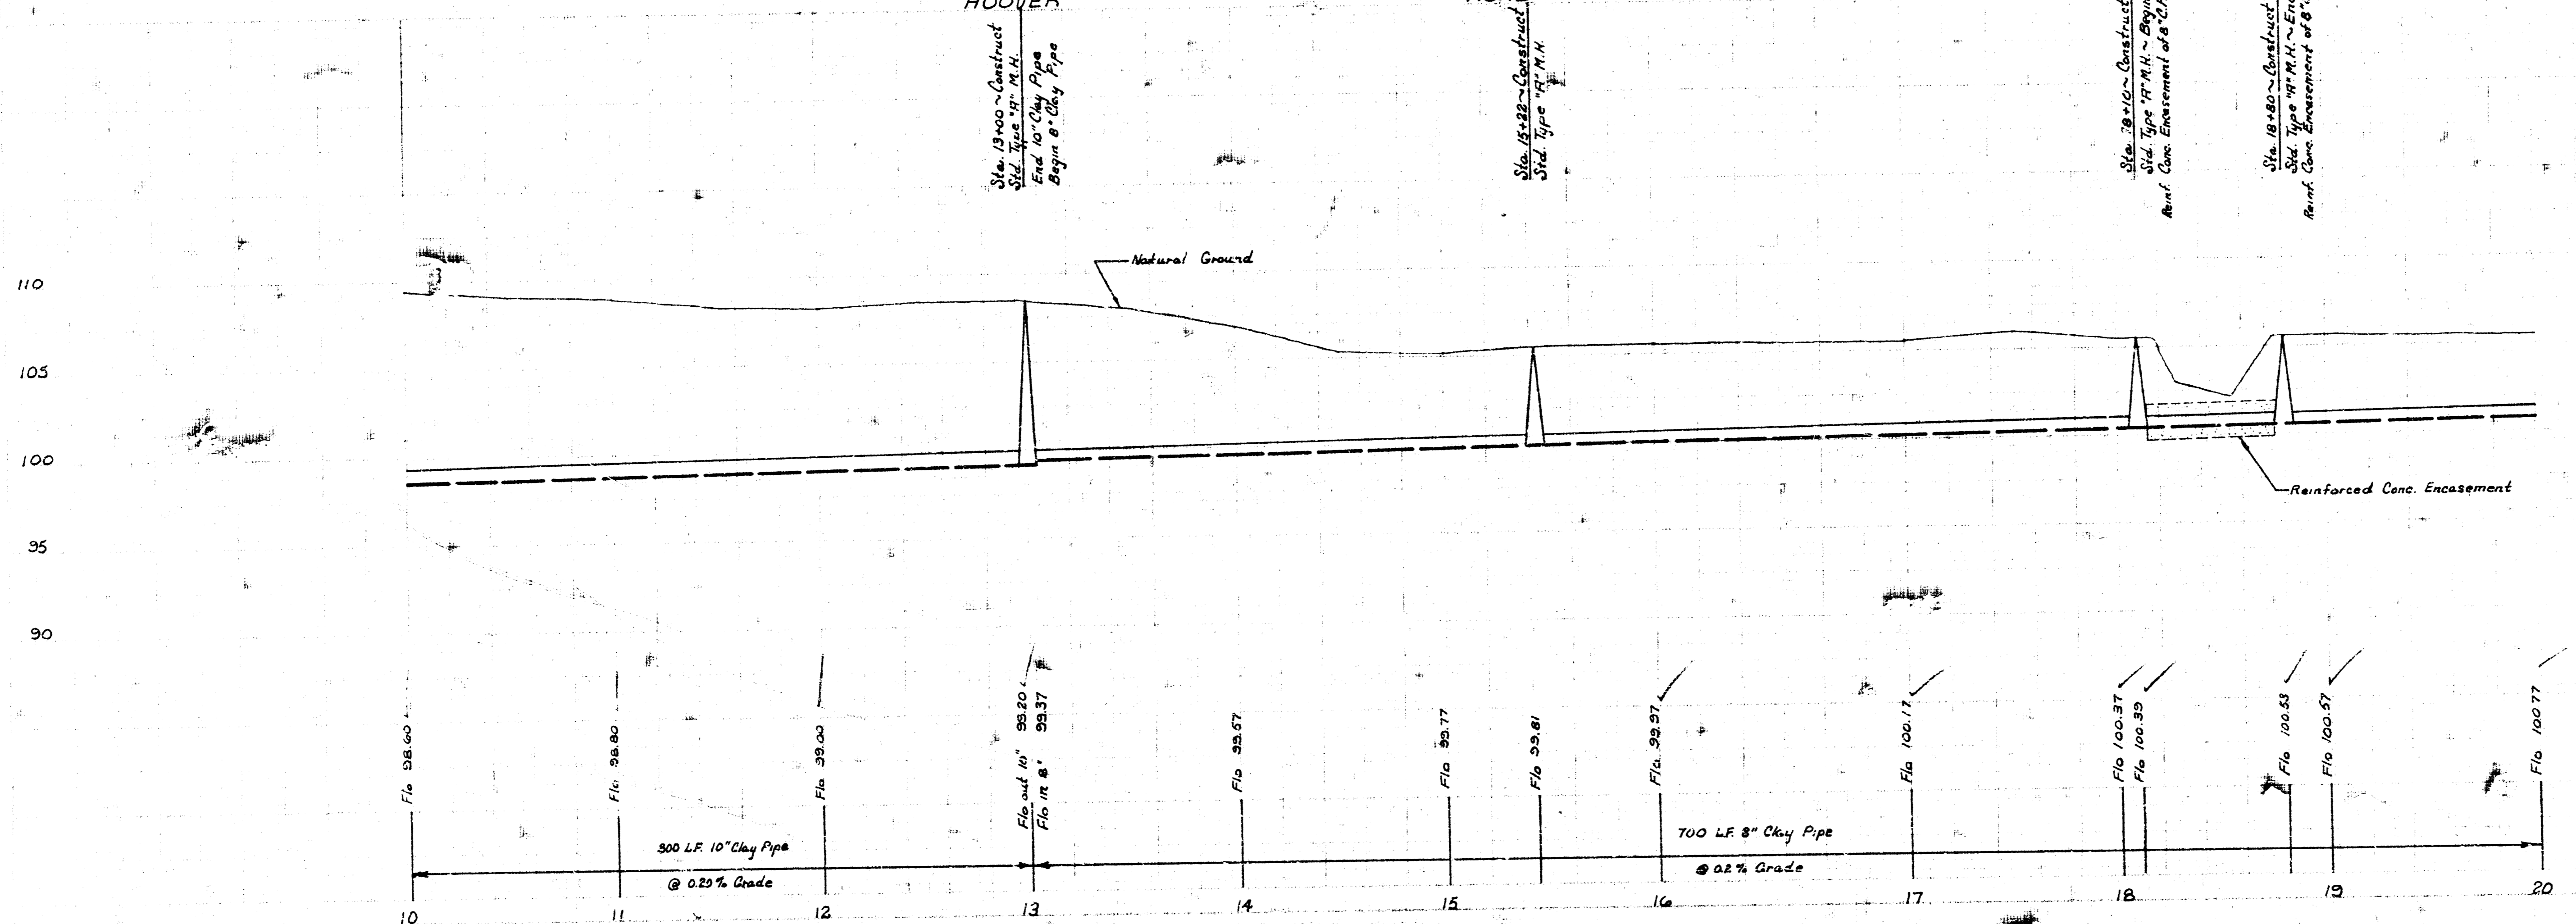 HOOVER
Sta. 13+00 ~ Construct
Std. Type "A" M.H.
End 10" Clay Pipe
Begin 8" Clay Pipe
Sta. 15+22 ~ Construct
Std. Type "A" M.H.
Sta. 18+10 ~ Construct
Std. Type "A" M.H. ~ Begin
Reinf. Conc. Encasement of 8" C.P.
Sta. 18+80 ~ Construct
Std. Type "A" M.H. ~ End
Reinf. Conc. Encasement of 8"
Natural Ground
110
105
100
95
90
Reinforced Conc. Encasement
Flo 98.60
Flo 98.80
Flo 99.00
Flo out 10" 99.20
Flo in 8" 99.37
Flo 99.57
Flo 99.77
Flo 99.81
Flo 99.97
Flo 100.17
Flo 100.37
Flo 100.39
Flo 100.53
Flo 100.57
Flo 100.77
300 L.F. 10" Clay Pipe
@ 0.20% Grade
700 L.F. 8" Clay Pipe
@ 0.2% Grade
10 11 12 13 14 15 16 17 18 19 20